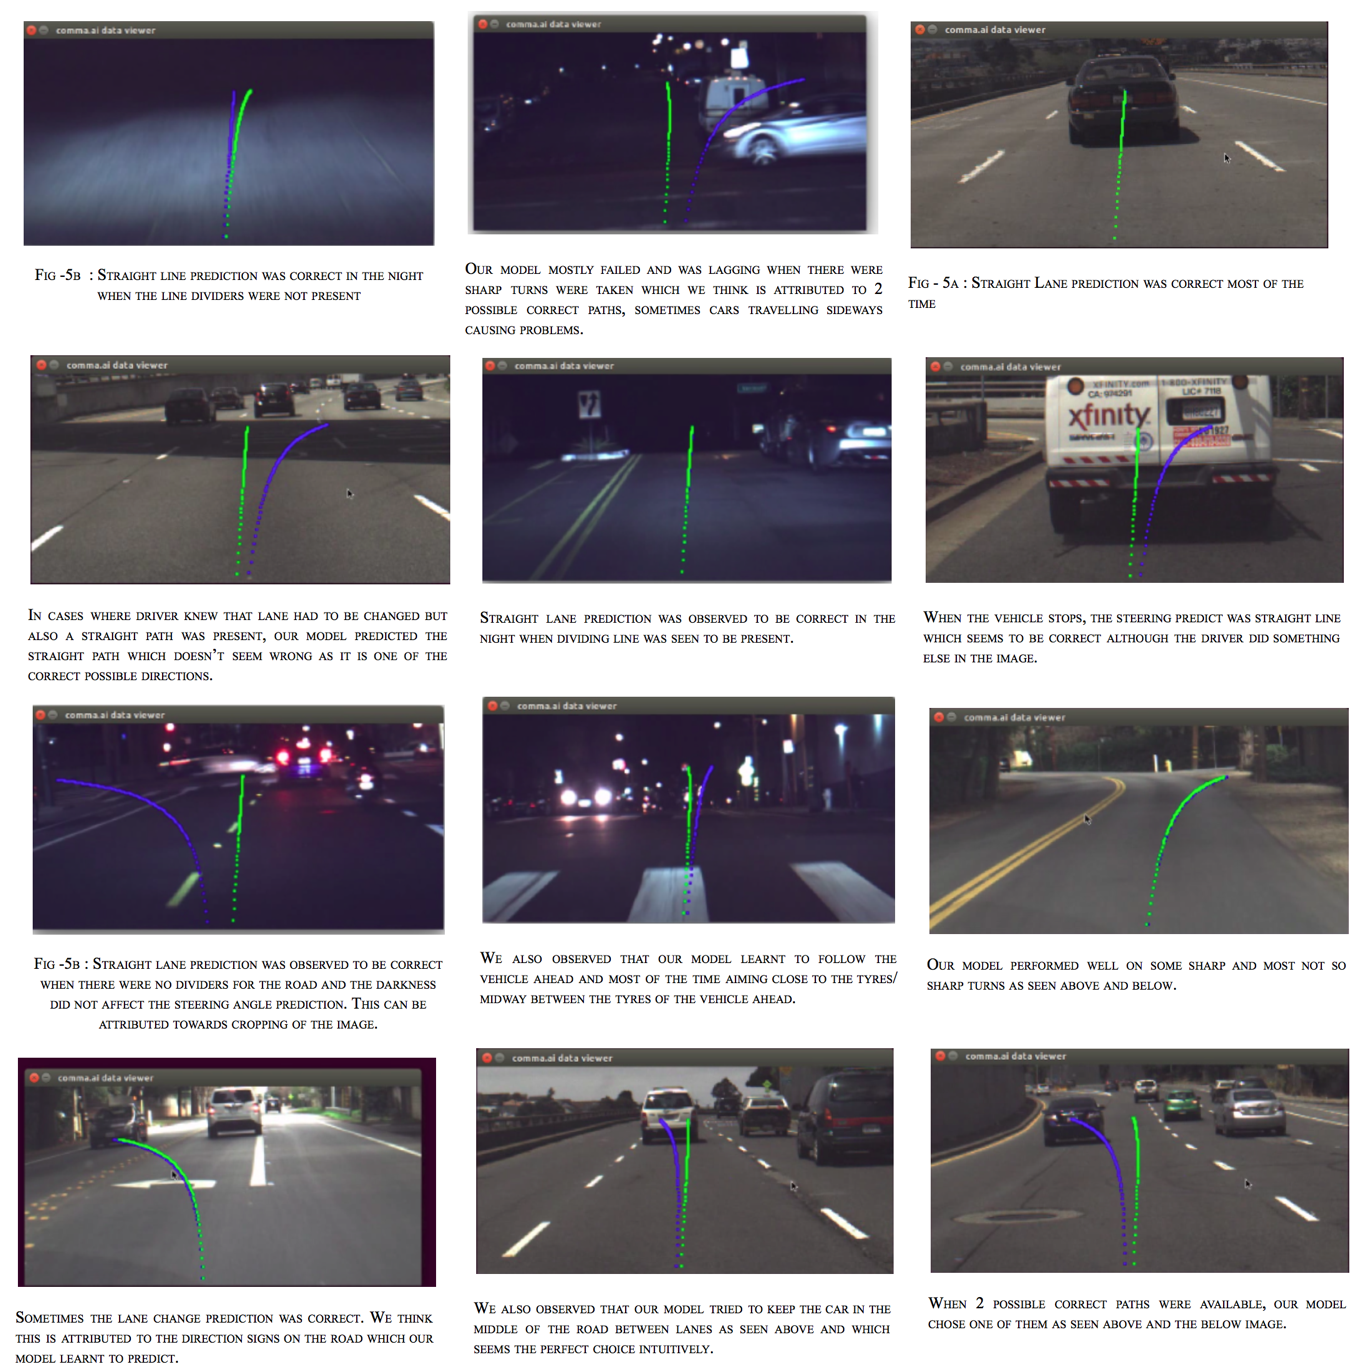 comma.ai data viewer
comma.ai data viewer
comma.ai data viewer
Fig -5b : Straight line prediction was correct in the night
when the line dividers were not present
Our model mostly failed and was lagging when there were
sharp turns were taken which we think is attributed to 2
possible correct paths, sometimes cars travelling sideways
causing problems.
Fig - 5a : Straight Lane prediction was correct most of the
time
comma.ai data viewer
comma.ai data viewer
comma.ai data viewer
XFINITY.com
CA: 974291
1-800-XFINITY
LIC# 7118
xfinity
In cases where driver knew that lane had to be changed but
also a straight path was present, our model predicted the
straight path which doesn't seem wrong as it is one of the
correct possible directions.
Straight lane prediction was observed to be correct in the
night when dividing line was seen to be present.
When the vehicle stops, the steering predict was straight line
which seems to be correct although the driver did something
else in the image.
comma.ai data viewer
comma.ai data viewer
comma.ai data viewer
Fig -5b : Straight lane prediction was observed to be correct
when there were no dividers for the road and the darkness
did not affect the steering angle prediction. This can be
attributed towards cropping of the image.
We also observed that our model learnt to follow the
vehicle ahead and most of the time aiming close to the tyres/
midway between the tyres of the vehicle ahead.
Our model performed well on some sharp and most not so
sharp turns as seen above and below.
comma.ai data viewer
comma.ai data viewer
comma.ai data viewer
Sometimes the lane change prediction was correct. We think
this is attributed to the direction signs on the road which our
model learnt to predict.
We also observed that our model tried to keep the car in the
middle of the road between lanes as seen above and which
seems the perfect choice intuitively.
When 2 possible correct paths were available, our model
chose one of them as seen above and the below image.